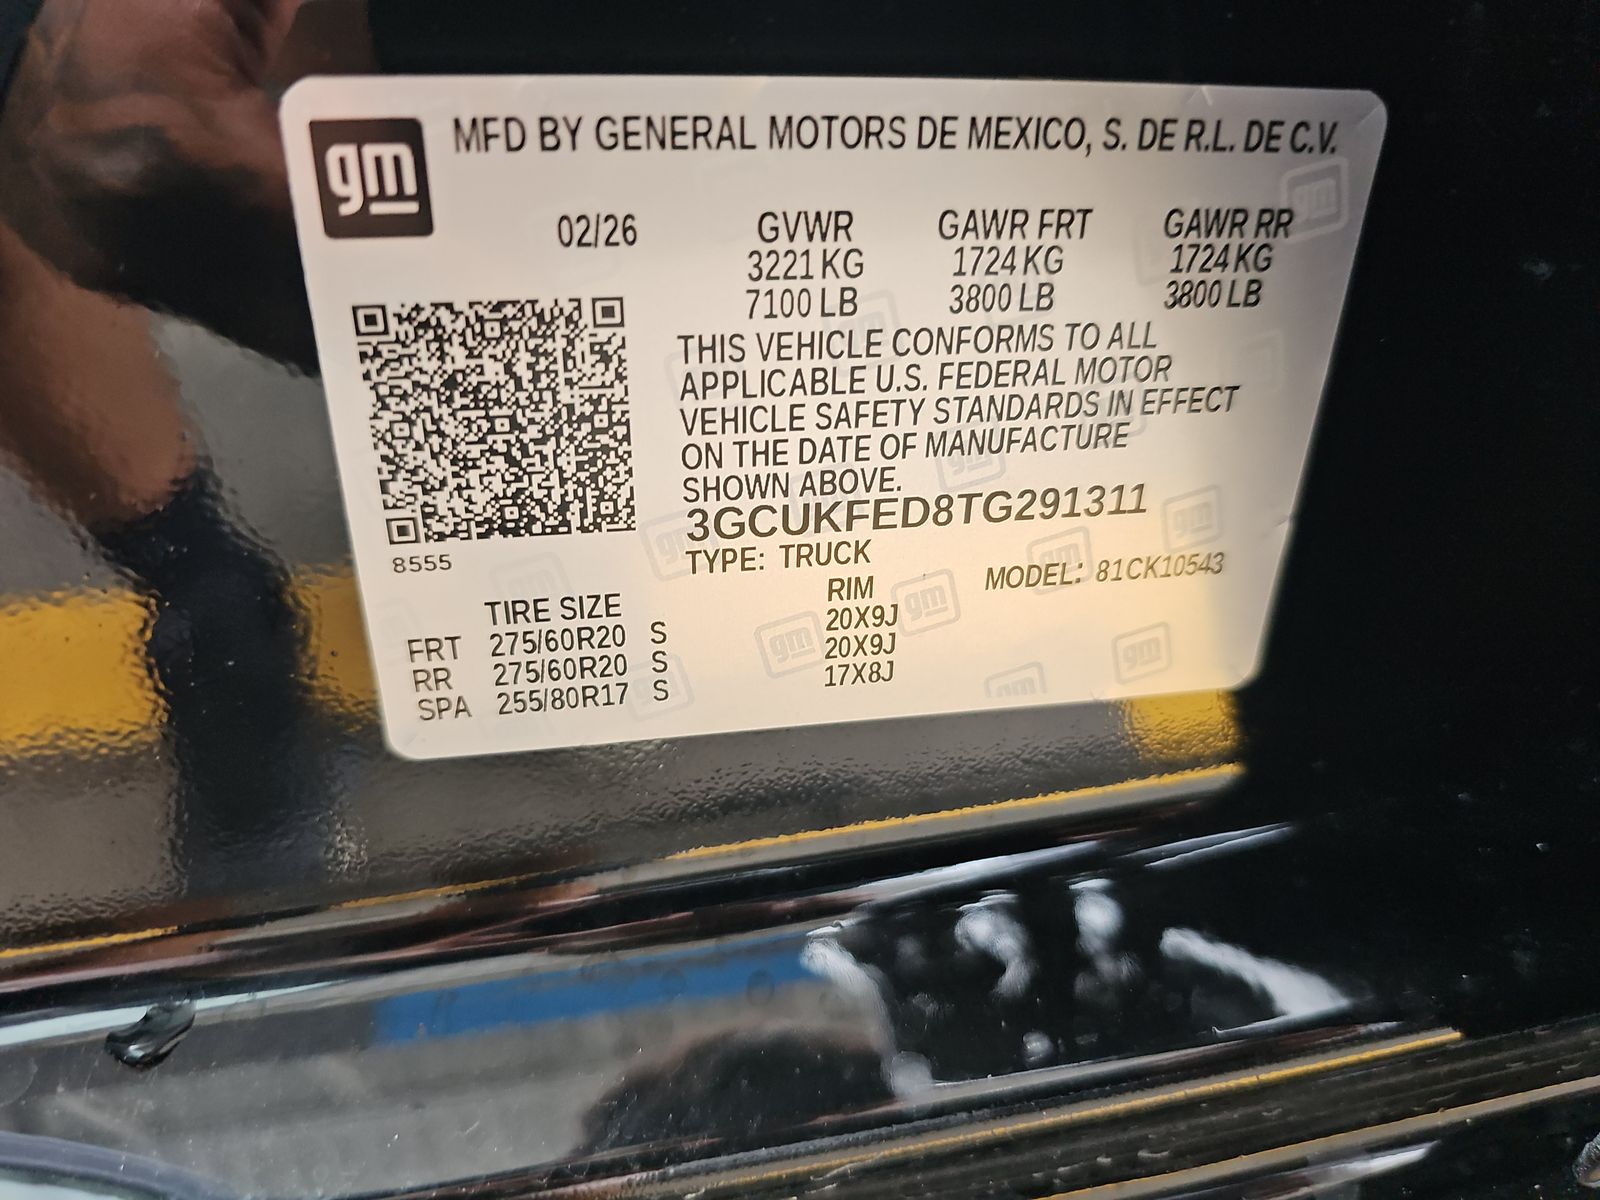 gm MFD BY GENERAL MOTORS DE MEXICO, S. DE R.L. DE C.V.
02/26 GVWR GAWR FRT GAWR RR
3221 KG 1724 KG 1724 KG
7100 LB 3800 LB 3800 LB
THIS VEHICLE CONFORMS TO ALL
APPLICABLE U.S. FEDERAL MOTOR
VEHICLE SAFETY STANDARDS IN EFFECT
ON THE DATE OF MANUFACTURE
SHOWN ABOVE.
3GCUKFED8TG291311
8555 TYPE: TRUCK MODEL: 81CK10543
TIRE SIZE RIM
FRT 275/60R20 S 20X9J
RR 275/60R20 S 20X9J
SPA 255/80R17 S 17X8J